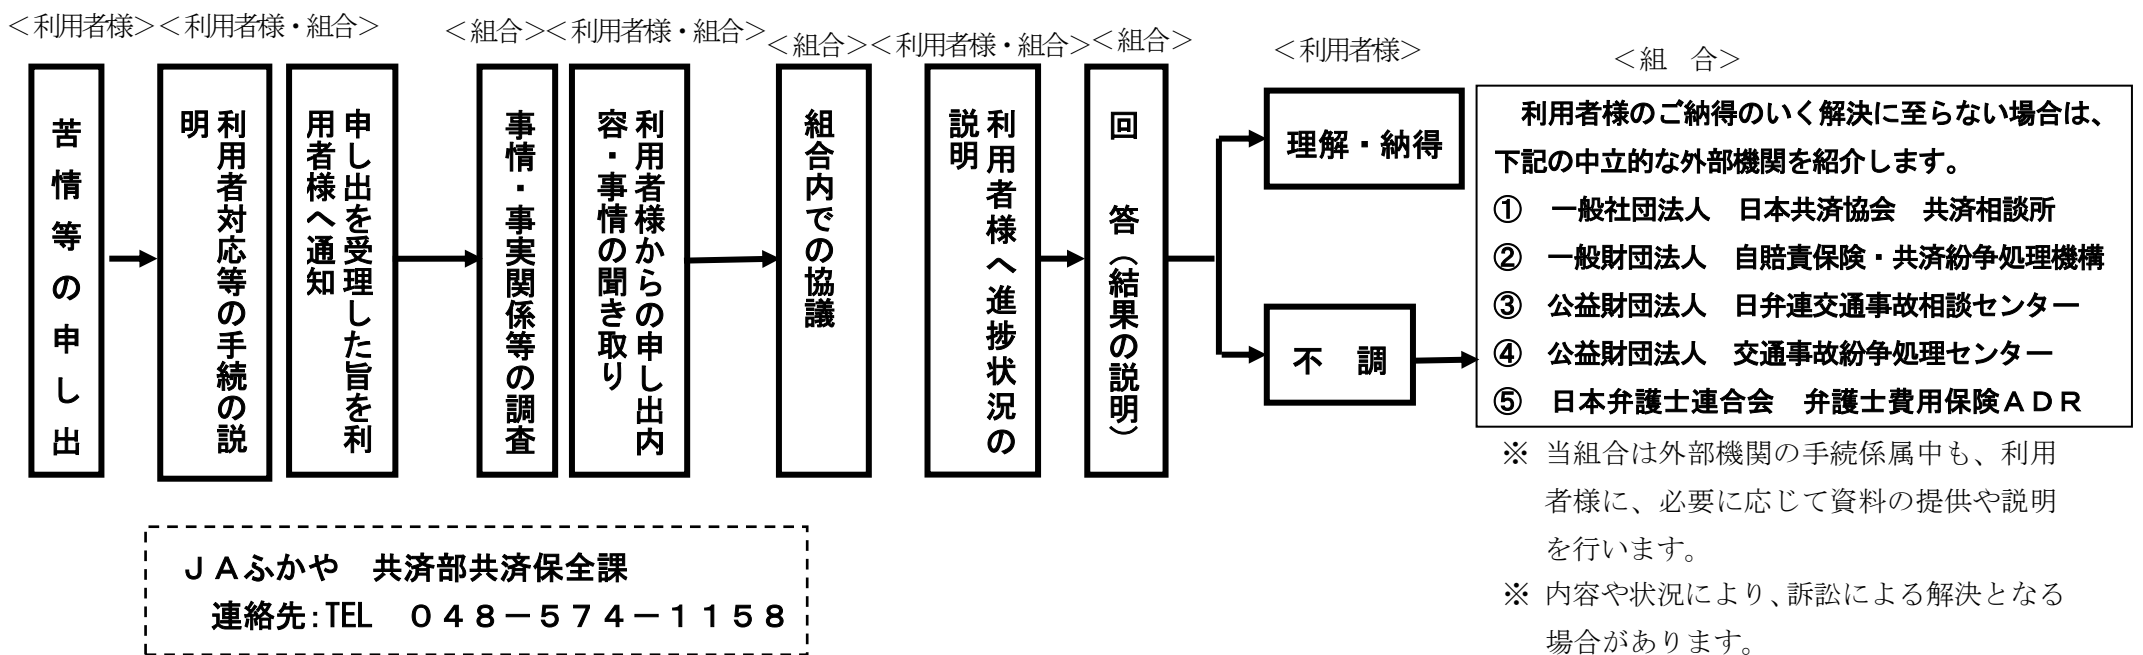 ＜利用者様＞＜利用者様・組合＞
＜組合＞＜利用者様・組合＞
＜組合＞＜利用者様・組合＞
＜組合＞
＜利用者様＞
＜組　合＞
苦情等の申し出
利用者対応等の手続の説
明
申し出を受理した旨を利
用者様へ通知
事情・事実関係等の調査
利用者様からの申し出内
容・事情の聞き取り
組合内での協議
利用者様へ進捗状況の
説明
回　答（結果の説明）
理解・納得
不　調
利用者様のご納得のいく解決に至らない場合は、
下記の中立的な外部機関を紹介します。
①　一般社団法人　日本共済協会　共済相談所
②　一般財団法人　自賠責保険・共済紛争処理機構
③　公益財団法人　日弁連交通事故相談センター
④　公益財団法人　交通事故紛争処理センター
⑤　日本弁護士連合会　弁護士費用保険ＡＤＲ
※ 当組合は外部機関の手続係属中も、利用
者様に、必要に応じて資料の提供や説明
を行います。
※ 内容や状況により、訴訟による解決となる
場合があります。
ＪＡふかや　共済部共済保全課
連絡先：TEL　０４８－５７４－１１５８